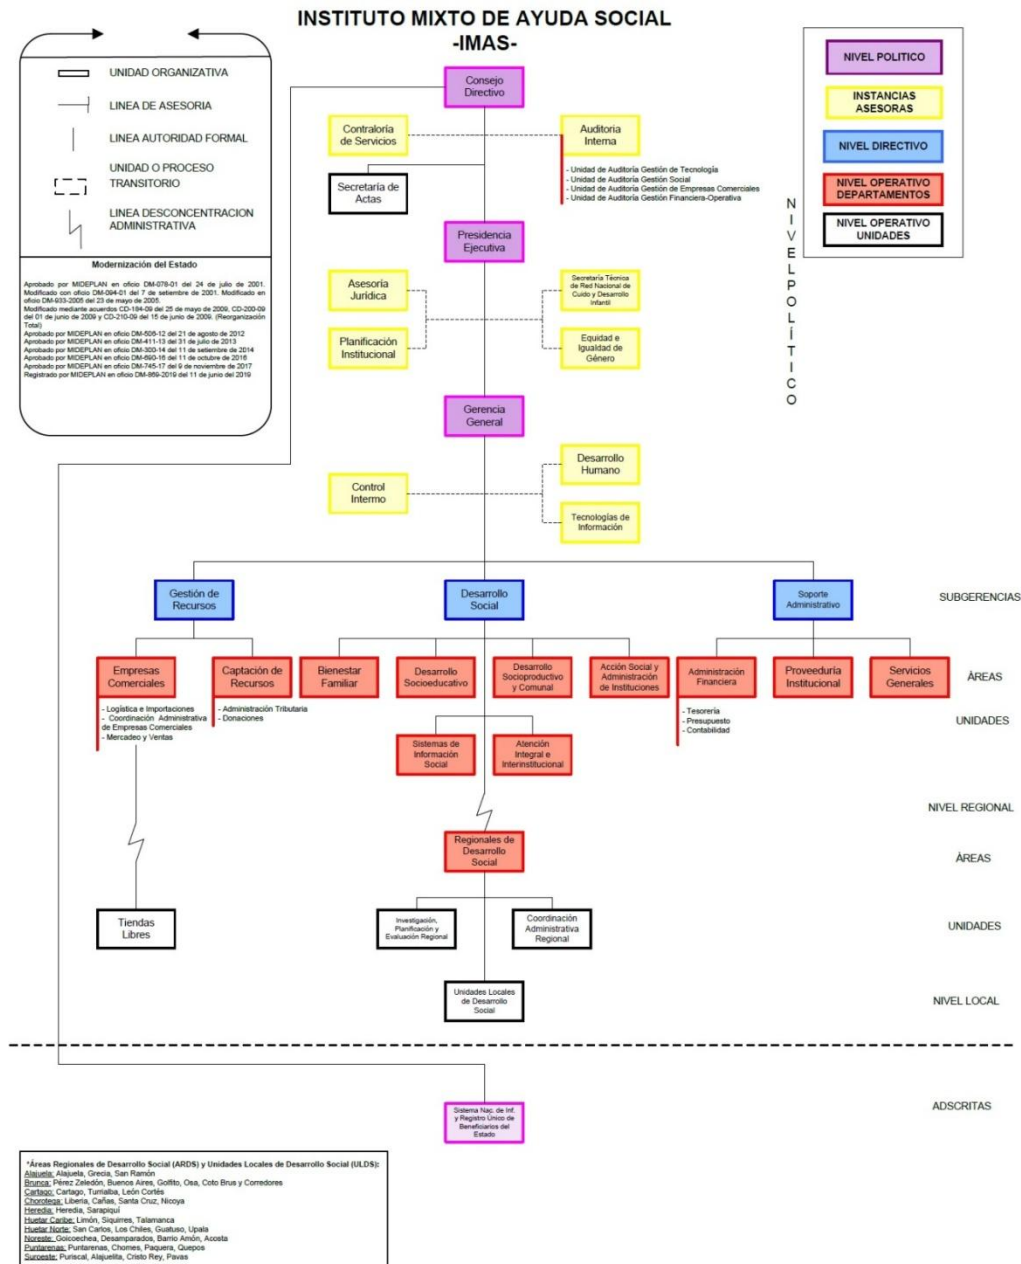 INSTITUTO MIXTO DE AYUDA SOCIAL
-IMAS-
UNIDAD ORGANIZATIVA
LINEA DE ASESORIA
LINEA AUTORIDAD FORMAL
UNIDAD O PROCESO
TRANSITORIO
LINEA DESCONCENTRACION
ADMINISTRATIVA
Modernización del Estado
Aprobado por MIDEPLAN en oficio DM-078-01 del 24 de julio de 2001.
Modificado con oficio DM-094-01 del 7 de setiembre de 2001. Modificado en
oficio DM-933-2005 del 23 de mayo de 2005.
Modificado mediante acuerdos CD-184-09 del 25 de mayo de 2009, CD-200-09
del 01 de junio de 2009 y CD-210-09 del 15 de junio de 2009. (Reorganización
Total)
Aprobado por MIDEPLAN en oficio DM-506-12 del 21 de agosto de 2012
Aprobado por MIDEPLAN en oficio DM-411-13 del 31 de julio de 2013
Aprobado por MIDEPLAN en oficio DM-300-14 del 11 de setiembre de 2014
Aprobado por MIDEPLAN en oficio DM-690-16 del 11 de octubre de 2016
Aprobado por MIDEPLAN en oficio DM-745-17 del 9 de noviembre de 2017
Registrado por MIDEPLAN en oficio DM-869-2019 del 11 de junio del 2019
NIVEL POLITICO
INSTANCIAS
ASESORAS
NIVEL DIRECTIVO
NIVEL OPERATIVO
DEPARTAMENTOS
NIVEL OPERATIVO
UNIDADES
NIVEL POLÍTICO
Consejo
Directivo
Contraloría
de Servicios
Auditoria
Interna
- Unidad de Auditoría Gestión de Tecnología
- Unidad de Auditoría Gestión Social
- Unidad de Auditoría Gestión de Empresas Comerciales
- Unidad de Auditoría Gestión Financiera-Operativa
Secretaría de
Actas
Presidencia
Ejecutiva
Asesoría
Jurídica
Secretaría Técnica
de Red Nacional de
Cuido y Desarrollo
Infantil
Planificación
Institucional
Equidad e
Igualdad de
Género
Gerencia
General
Desarrollo
Humano
Control
Interno
Tecnologías de
Información
Gestión de
Recursos
Desarrollo
Social
Soporte
Administrativo
SUBGERENCIAS
Empresas
Comerciales
Captación de
Recursos
Bienestar
Familiar
Desarrollo
Socioeducativo
Desarrollo
Socioproductivo
y Comunal
Acción Social y
Administración
de Instituciones
Administración
Financiera
Proveeduría
Institucional
Servicios
Generales
ÀREAS
- Logística e Importaciones
- Coordinación Administrativa
de Empresas Comerciales
- Mercadeo y Ventas
- Administración Tributaria
- Donaciones
- Tesorería
- Presupuesto
- Contabilidad
UNIDADES
Sistemas de
Información
Social
Atención
Integral e
Interinstitucional
NIVEL REGIONAL
Regionales de
Desarrollo
Social
ÀREAS
Tiendas
Libres
Investigación,
Planificación y
Evaluación Regional
Coordinación
Administrativa
Regional
UNIDADES
Unidades Locales
de Desarrollo
Social
NIVEL LOCAL
Sistema Naç. de Inf.
y Registro Único de
Beneficiarios del
Estado
ADSCRITAS
*Áreas Regionales de Desarrollo Social (ARDS) y Unidades Locales de Desarrollo Social (ULDS):
Alajuela: Alajuela, Grecia, San Ramón
Brunca: Pérez Zeledón, Buenos Aires, Golfito, Osa, Coto Brus y Corredores
Cartago: Cartago, Turrialba, León Cortés
Chorotega: Liberia, Cañas, Santa Cruz, Nicoya
Heredia: Heredia, Sarapiquí
Huetar Caribe: Limón, Siquirres, Talamanca
Huetar Norte: San Carlos, Los Chiles, Guatuso, Upala
Noreste: Goicoechea, Desamparados, Barrio Amón, Acosta
Puntarenas: Puntarenas, Chomes, Paquera, Quepos
Suroeste: Puriscal, Alajuelita, Cristo Rey, Pavas